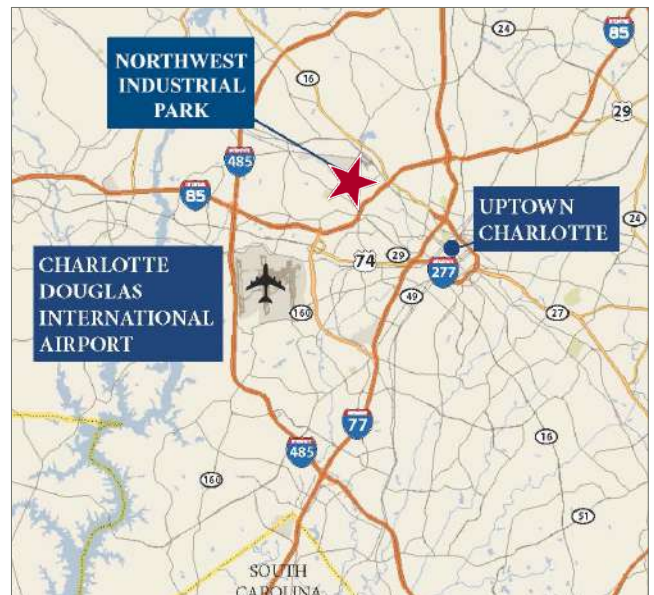 24
85
NORTHWEST
INDUSTRIAL
PARK
16
29
485
85
UPTOWN
CHARLOTTE
24
CHARLOTTE
DOUGLAS
INTERNATIONAL
AIRPORT
74
29
277
49
160
27
77
485
16
160
51
SOUTH
CAROLINA